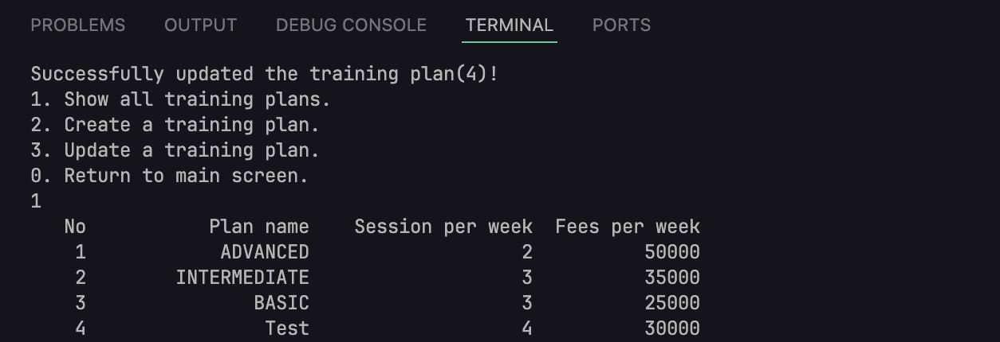 PROBLEMS OUTPUT DEBUG CONSOLE TERMINAL PORTS
Successfully updated the training plan(4)!
1. Show all training plans.
2. Create a training plan.
3. Update a training plan.
0. Return to main screen.
1
No Plan name Session per week Fees per week
1 ADVANCED 2 50000
2 INTERMEDIATE 3 35000
3 BASIC 3 25000
4 Test 4 30000